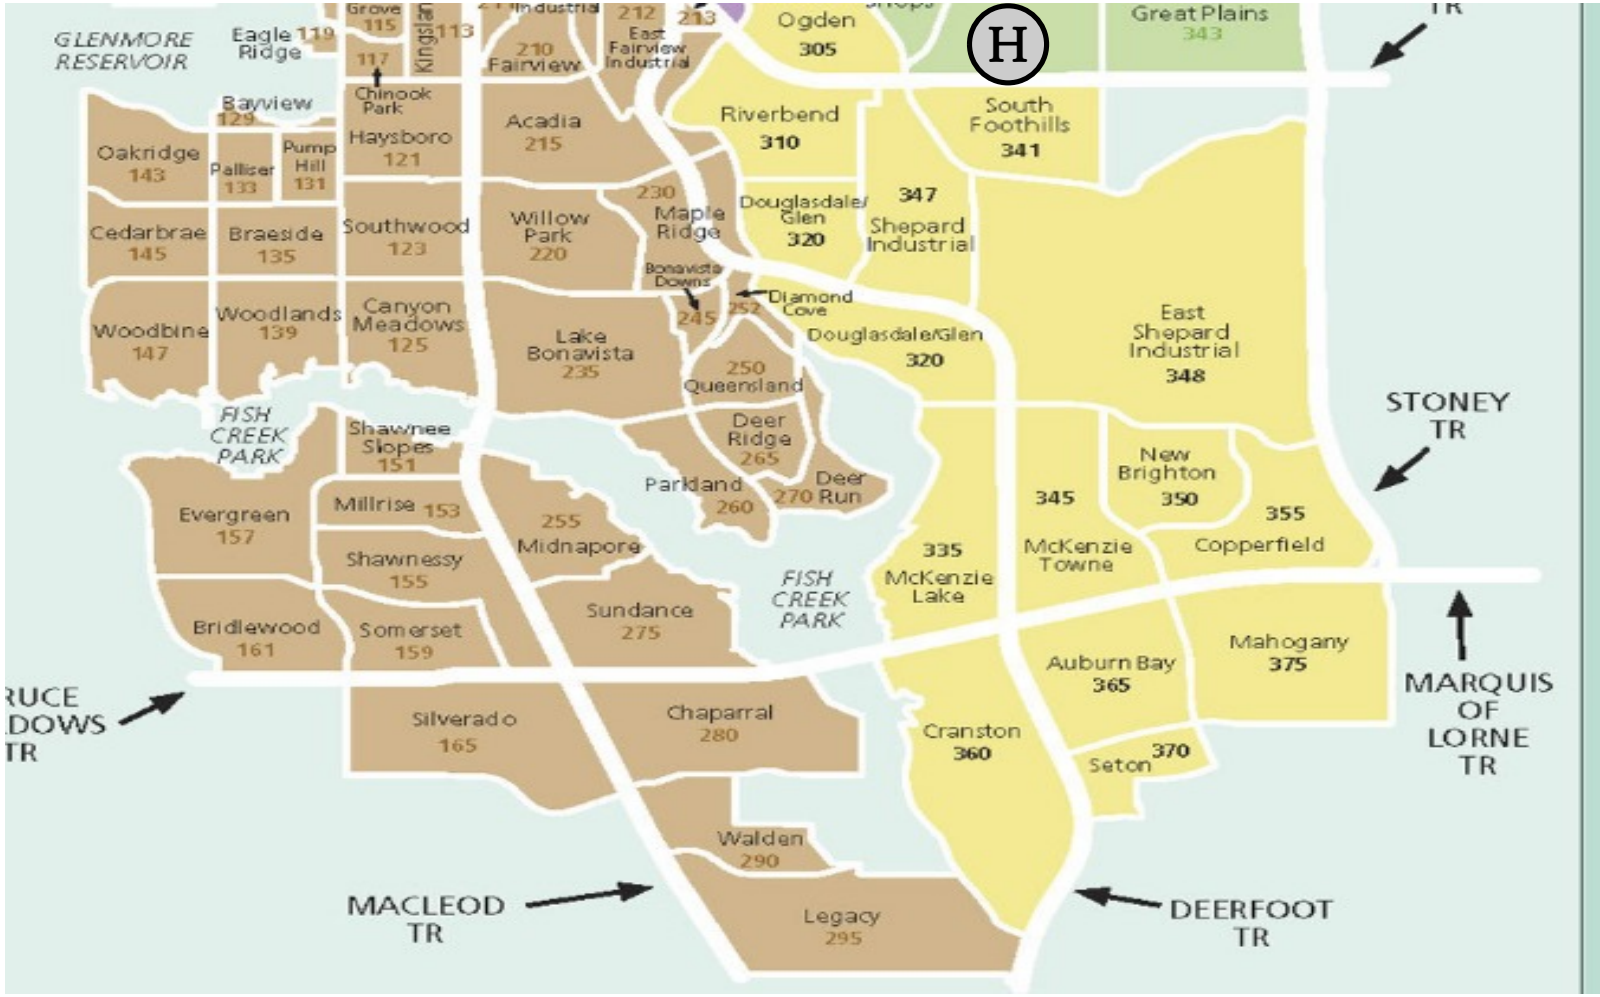 GLENMORE
RESERVOIR
Eagle
Ridge
119
Grove
115
117
113
Chinook
Park
Industrial
210
Fairview
212
213
East
Fairview
Industrial
Ogden
305
H
Great Plains
343
TR
Bayview
129
Oakridge
143
Palliser
133
Pump
Hill
131
Haysboro
121
Acadia
215
Riverbend
310
South
Foothills
341
Cedarbrae
145
Braeside
135
Southwood
123
Willow
Park
220
230
Maple
Ridge
Douglasdale/
Glen
320
347
Shepard
Industrial
Bonavista
Downs
245
252
Diamond
Cove
Woodbine
147
Woodlands
139
Canyon
Meadows
125
Lake
Bonavista
235
250
Queensland
Douglasdale/Glen
320
East
Shepard
Industrial
348
FISH
CREEK
PARK
Shawnee
Slopes
151
Deer
Ridge
265
STONEY
TR
Evergreen
157
Millrise 153
255
Midnapore
Parkland
260
270
Deer
Run
345
McKenzie
Towne
New
Brighton
350
355
Copperfield
Shawnessy
155
335
McKenzie
Lake
FISH
CREEK
PARK
Bridlewood
161
Somerset
159
Sundance
275
Auburn Bay
365
Mahogany
375
RUCE
DOWS
TR
MARQUIS
OF
LORNE
TR
Silverado
165
Chaparral
280
Cranston
360
370
Seton
Walden
290
MACLEOD
TR
Legacy
295
DEERFOOT
TR